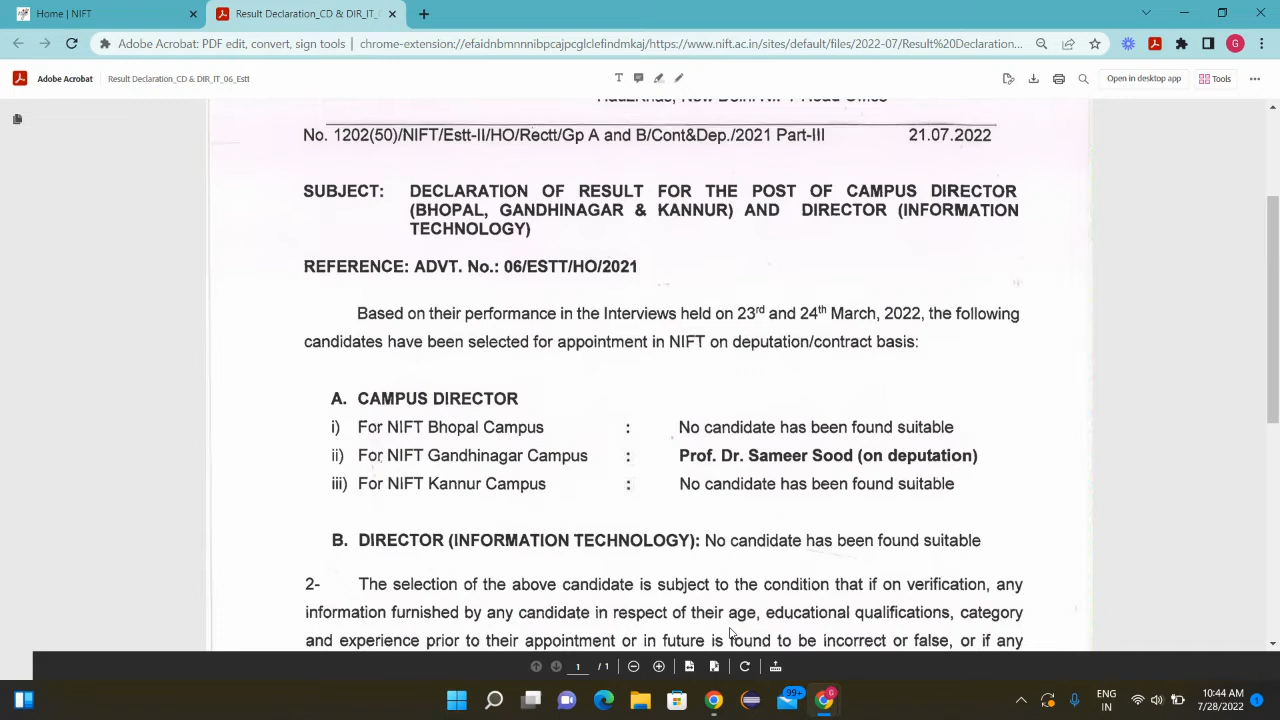 Home | NIFT
Result Declaration_CD & DIR_IT_0
Adobe Acrobat: PDF edit, convert, sign tools | chrome-extension://efaidnbmnnnibpcajpcglclefindmkaj/https://www.nift.ac.in/sites/default/files/2022-07/Result%20Declaration...
G
Adobe Acrobat
Result Declaration_CD & DIR_IT_06_Estt
Open in desktop app
Tools
No. 1202(50)/NIFT/Estt-II/HO/Rectt/Gp A and B/Cont&Dep./2021 Part-III 21.07.2022
SUBJECT: DECLARATION OF RESULT FOR THE POST OF CAMPUS DIRECTOR
(BHOPAL, GANDHINAGAR & KANNUR) AND DIRECTOR (INFORMATION
TECHNOLOGY)
REFERENCE: ADVT. No.: 06/ESTT/HO/2021
Based on their performance in the Interviews held on 23rd and 24th March, 2022, the following
candidates have been selected for appointment in NIFT on deputation/contract basis:
A. CAMPUS DIRECTOR
i) For NIFT Bhopal Campus : No candidate has been found suitable
ii) For NIFT Gandhinagar Campus : Prof. Dr. Sameer Sood (on deputation)
iii) For NIFT Kannur Campus : No candidate has been found suitable
B. DIRECTOR (INFORMATION TECHNOLOGY): No candidate has been found suitable
2- The selection of the above candidate is subject to the condition that if on verification, any
information furnished by any candidate in respect of their age, educational qualifications, category
and experience prior to their appointment or in future is found to be incorrect or false, or if any
1 / 1
99+
ENG
IN
10:44 AM
7/28/2022